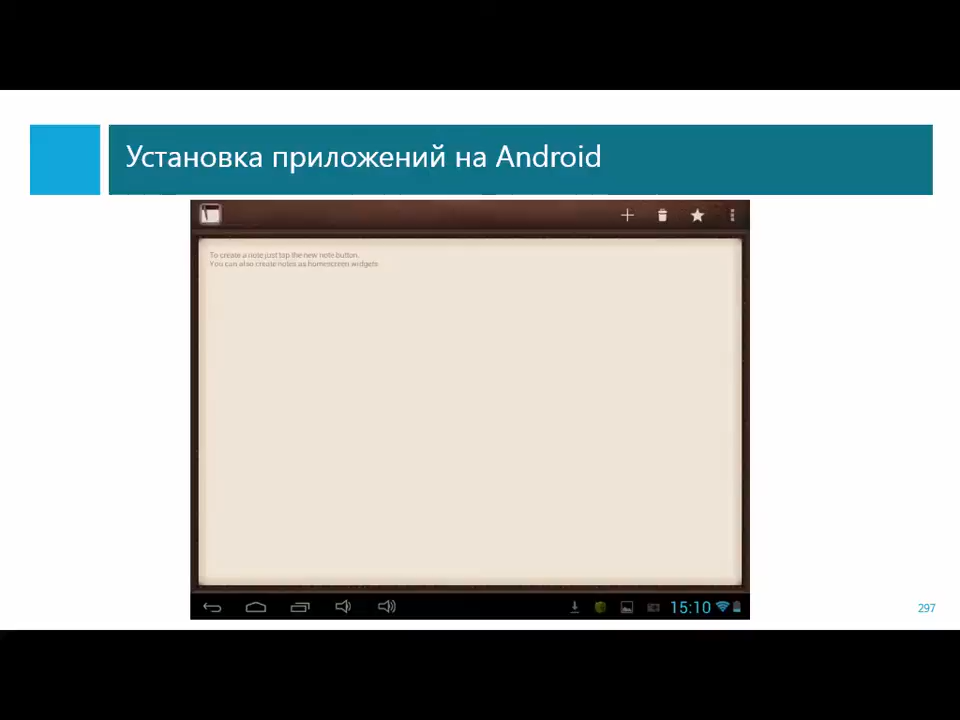 Установка приложений на Android
To create a note just tap the new note button.
You can also create notes as homescreen widgets
15:10
297